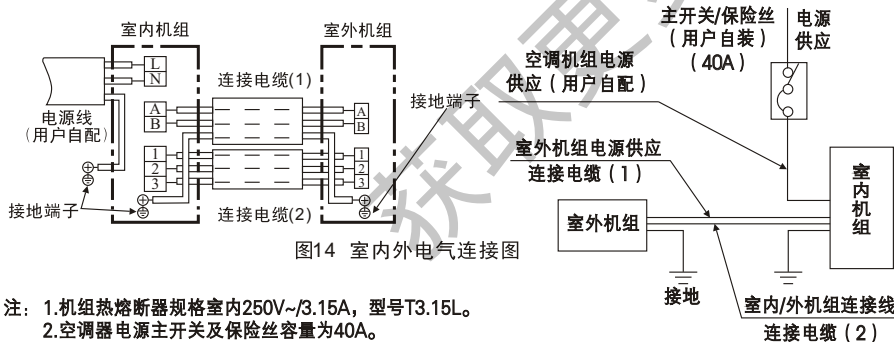 室内机组
室外机组
L
N
电源线
(用户自配)
A
B
1
2
3
接地端子
连接电缆(1)
连接电缆(2)
A
B
1
2
3
接地端子
图14 室内外电气连接图
主开关/保险丝
(用户自装)
(40A)
电源
供应
空调机组电源
供应(用户自配)
室外机组电源供应
连接电缆(1)
室外机组
室内机组
接地
室内/外机组连接线
连接电缆(2)
注: 1.机组热熔断器规格室内250V~/3.15A, 型号T3.15L。
2.空调器电源主开关及保险丝容量为40A。
获取更